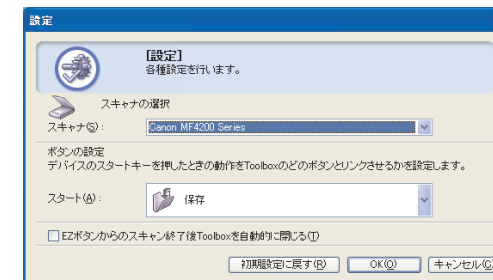 設定
[設定]
各種設定を行います。
スキャナの選択
スキャナ(S):
Canon MF4200 Series
ボタンの設定
デバイスのスタートキーを押したときの動作をToolboxのどのボタンとリンクさせるかを設定します。
スタート(A):
保存
EZボタンからのスキャン終了後Toolboxを自動的に閉じる(T)
初期設定に戻す(R)
OK(O)
キャンセル(C